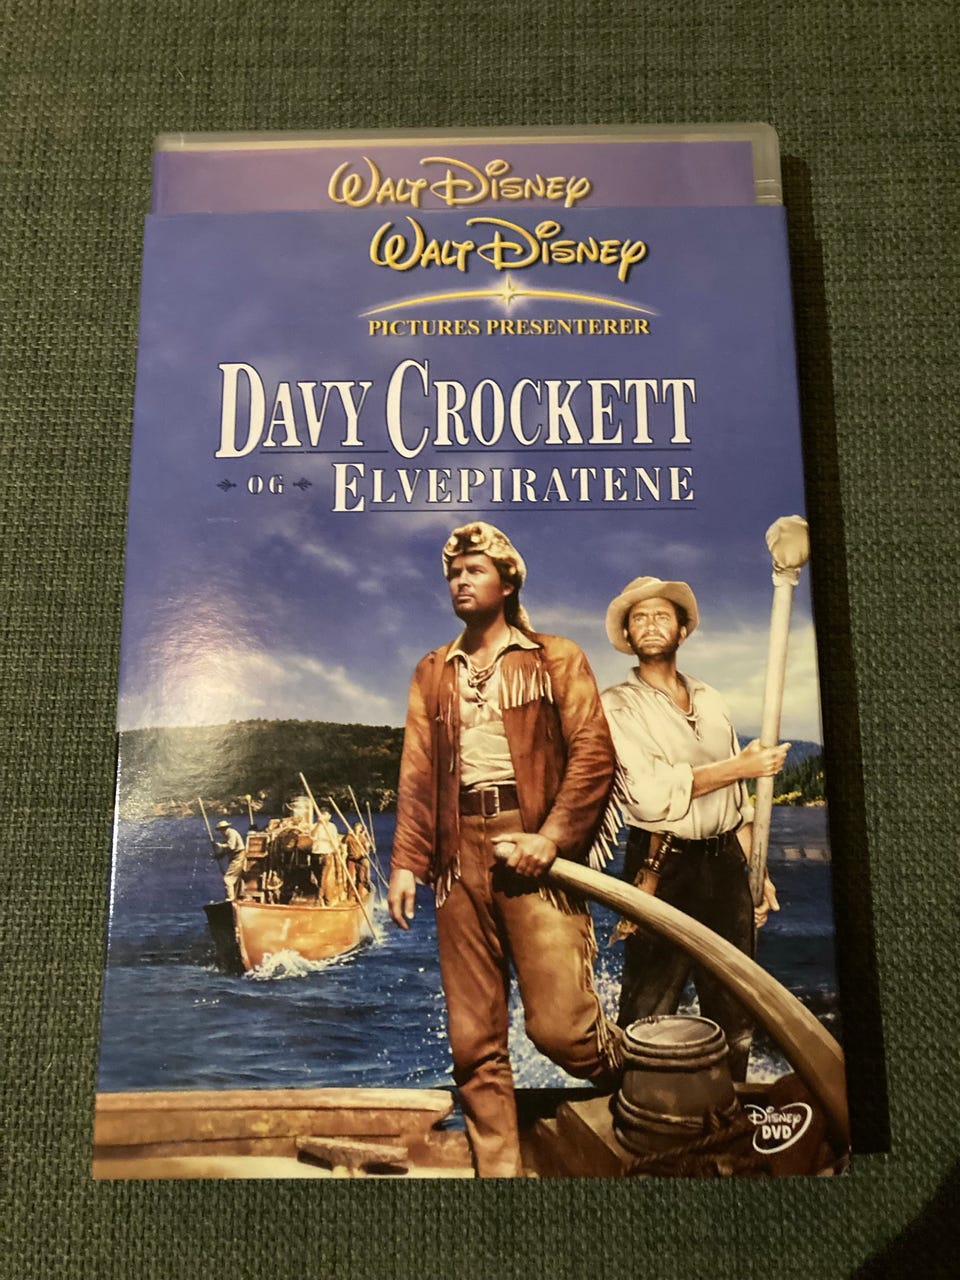 WALT DISNEY
WALT DISNEY
PICTURES PRESENTERER
DAVY CROCKETT
OG ELVEPIRATENE
DISNEY
DVD